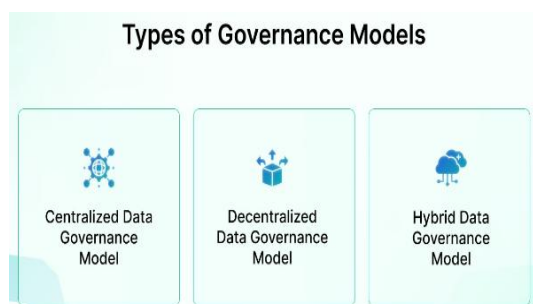 Types of Governance Models
Centralized Data
Governance
Model
Decentralized
Data Governance
Model
Hybrid Data
Governance
Model